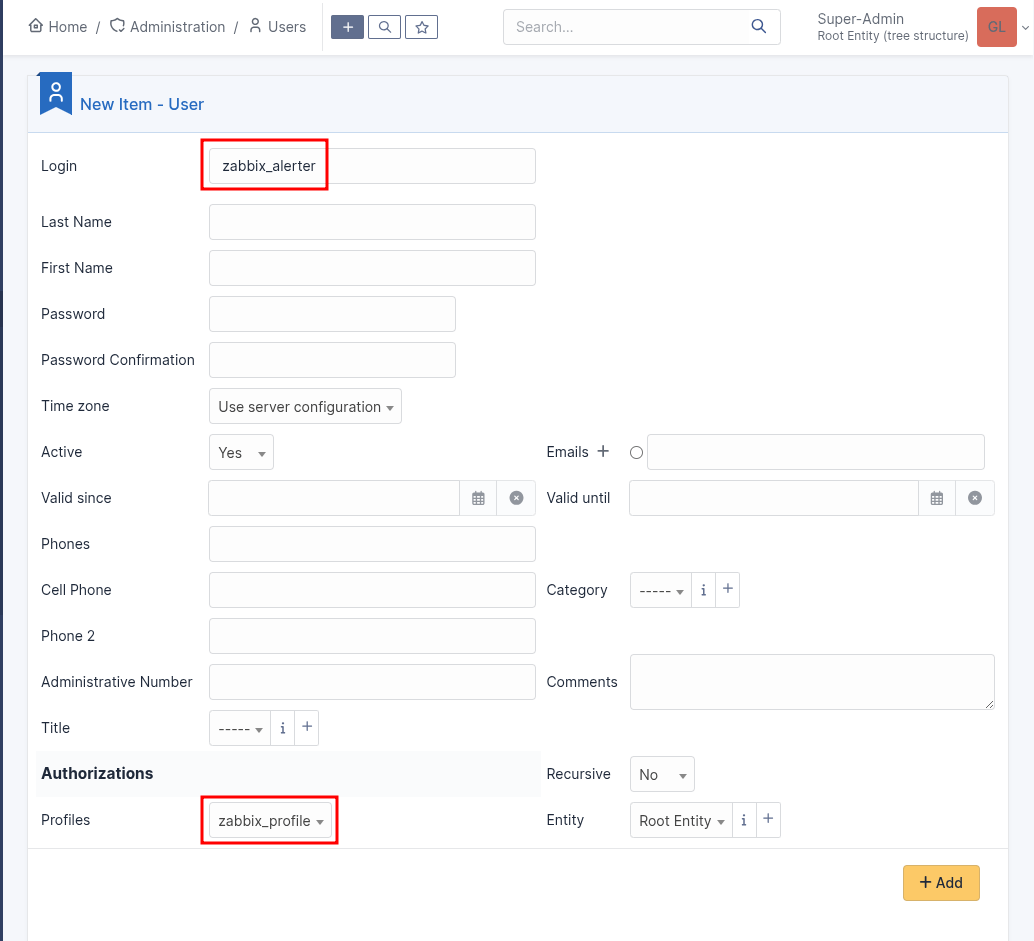 Home / Administration / Users
Search...
Super-Admin
Root Entity (tree structure)
GL
New Item - User
Login zabbix_alerter
Last Name
First Name
Password
Password Confirmation
Time zone Use server configuration
Active Yes Emails +
Valid since Valid until
Phones
Cell Phone Category ----- i +
Phone 2
Administrative Number Comments
Title ----- i +
Authorizations Recursive No
Profiles zabbix_profile Entity Root Entity i +
+ Add